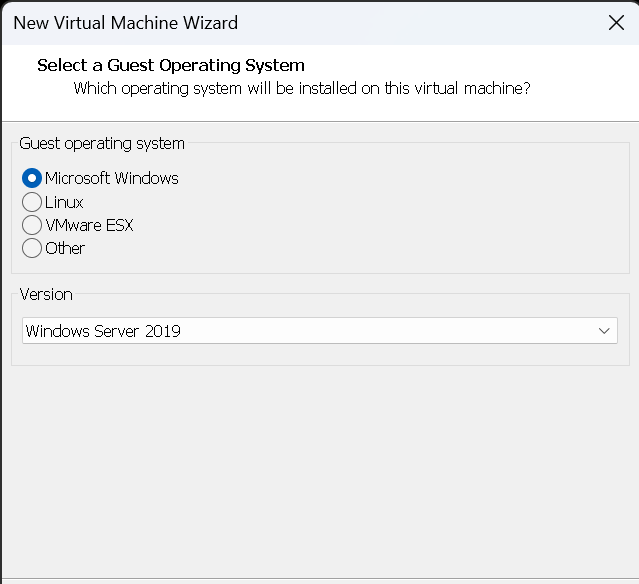 New Virtual Machine Wizard
Select a Guest Operating System
Which operating system will be installed on this virtual machine?
Guest operating system
Microsoft Windows
Linux
VMware ESX
Other
Version
Windows Server 2019